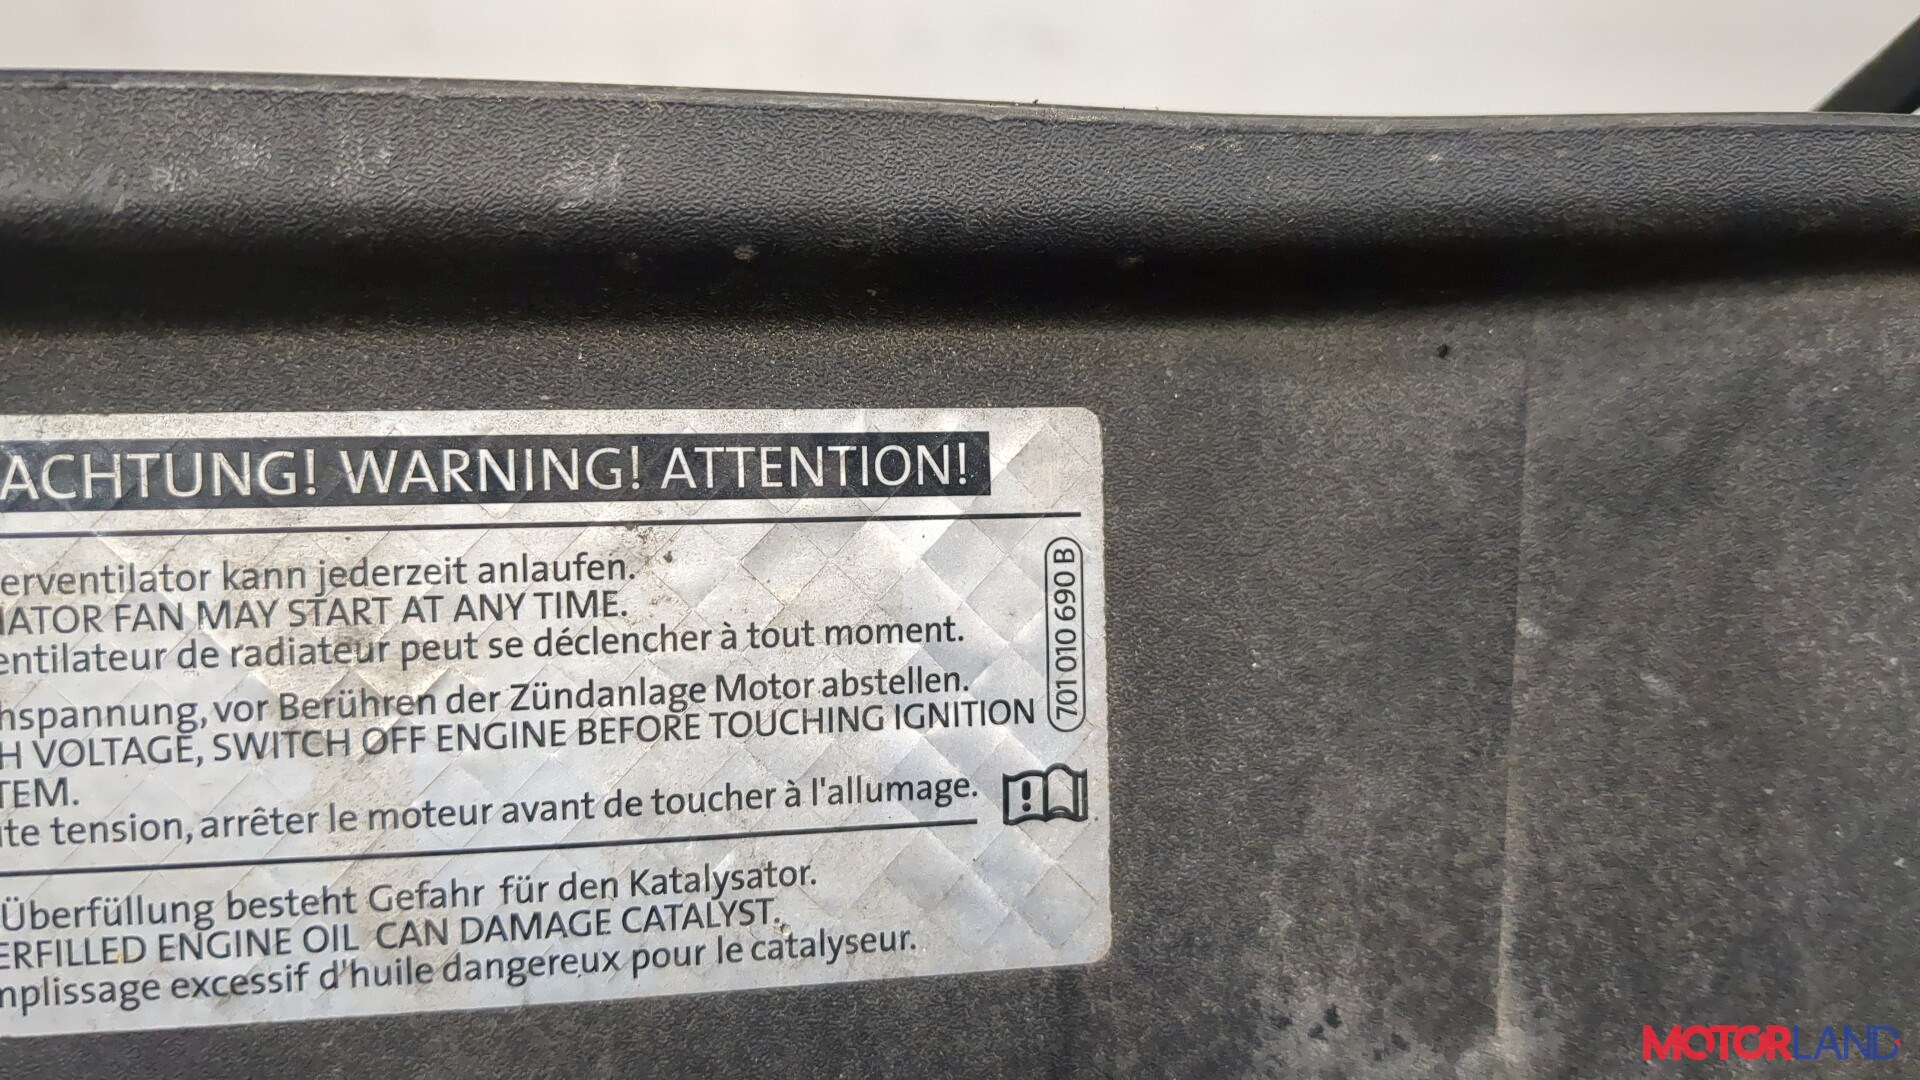 ACHTUNG! WARNING! ATTENTION!
erventilator kann jederzeit anlaufen.
IATOR FAN MAY START AT ANY TIME.
entilateur de radiateur peut se déclencher à tout moment.
hspannung, vor Berühren der Zündanlage Motor abstellen.
H VOLTAGE, SWITCH OFF ENGINE BEFORE TOUCHING IGNITION
TEM.
te tension, arrêter le moteur avant de toucher à l'allumage.
701 010 690 B
Überfüllung besteht Gefahr für den Katalysator.
ERFILLED ENGINE OIL CAN DAMAGE CATALYST.
mplissage excessif d'huile dangereux pour le catalyseur.
MOTORLAND